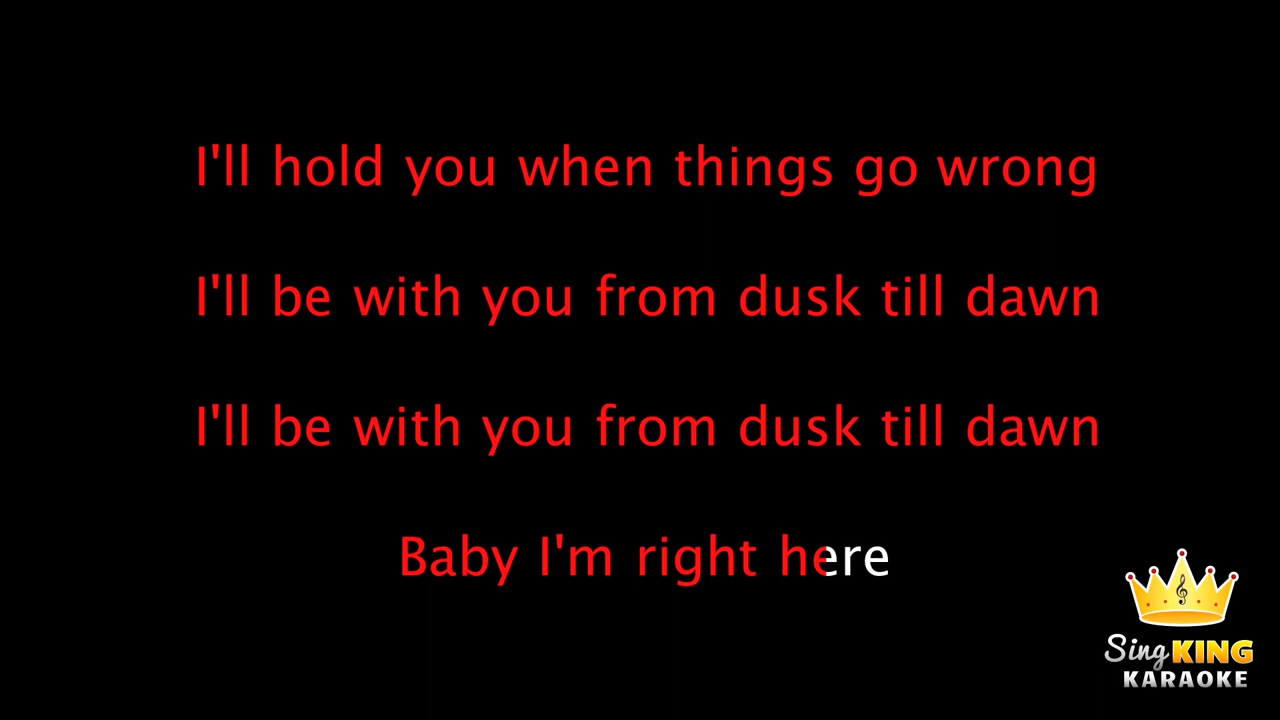 I'll hold you when things go wrong
I'll be with you from dusk till dawn
I'll be with you from dusk till dawn
Baby I'm right here
Sing KING
KARAOKE